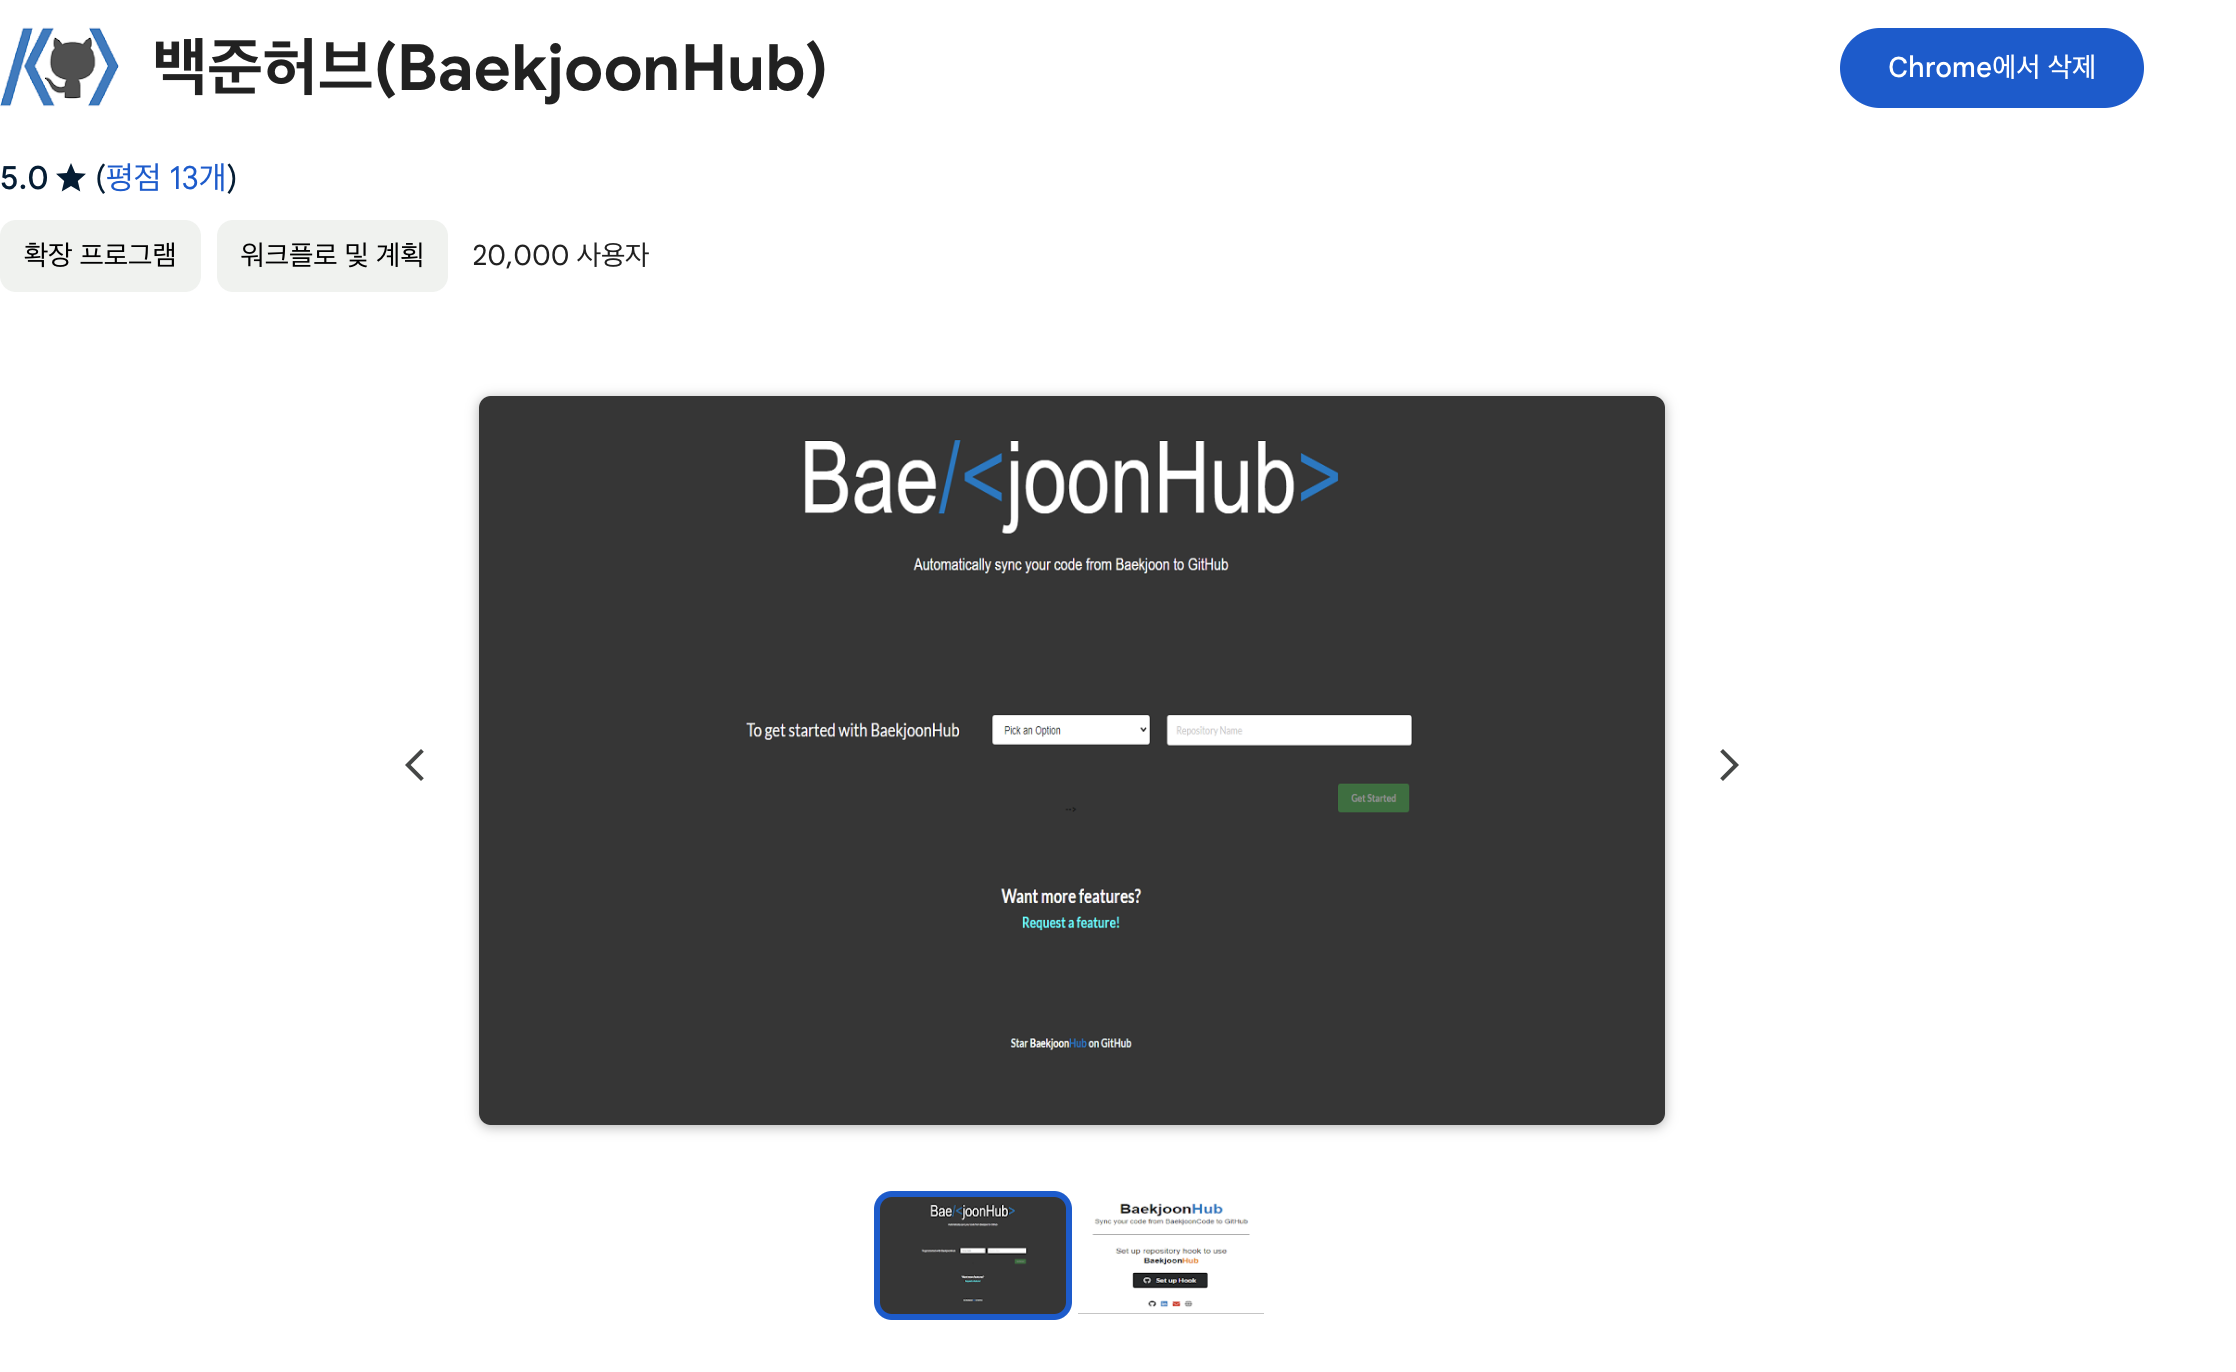 백준허브(BaekjoonHub)
Chrome에서 삭제
5.0 ★ (평점 13개)
확장 프로그램
워크플로 및 계획
20,000 사용자
Bae/<joonHub>
Automatically sync your code from Baekjoon to GitHub
To get started with BaekjoonHub
Pick an Option
Repository Name
Get Started
-->
Want more features?
Request a feature!
Star BaekjoonHub on GitHub
Bae/<joonHub>
BaekjoonHub
Sync your code from BaekjoonCode to GitHub
Set up repository hook to use
BaekjoonHub
Set up Hook